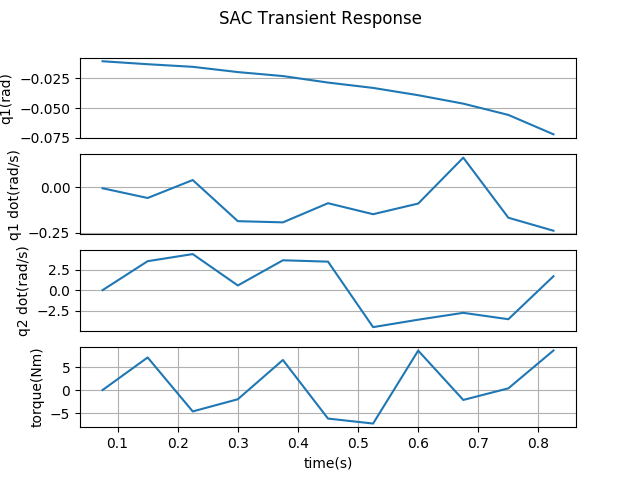 SAC Transient Response
q1(rad)
−0.025
−0.050
−0.075
q1 dot(rad/s)
0.00
−0.25
q2 dot(rad/s)
2.5
0.0
−2.5
torque(Nm)
5
0
−5
0.1 0.2 0.3 0.4 0.5 0.6 0.7 0.8
time(s)